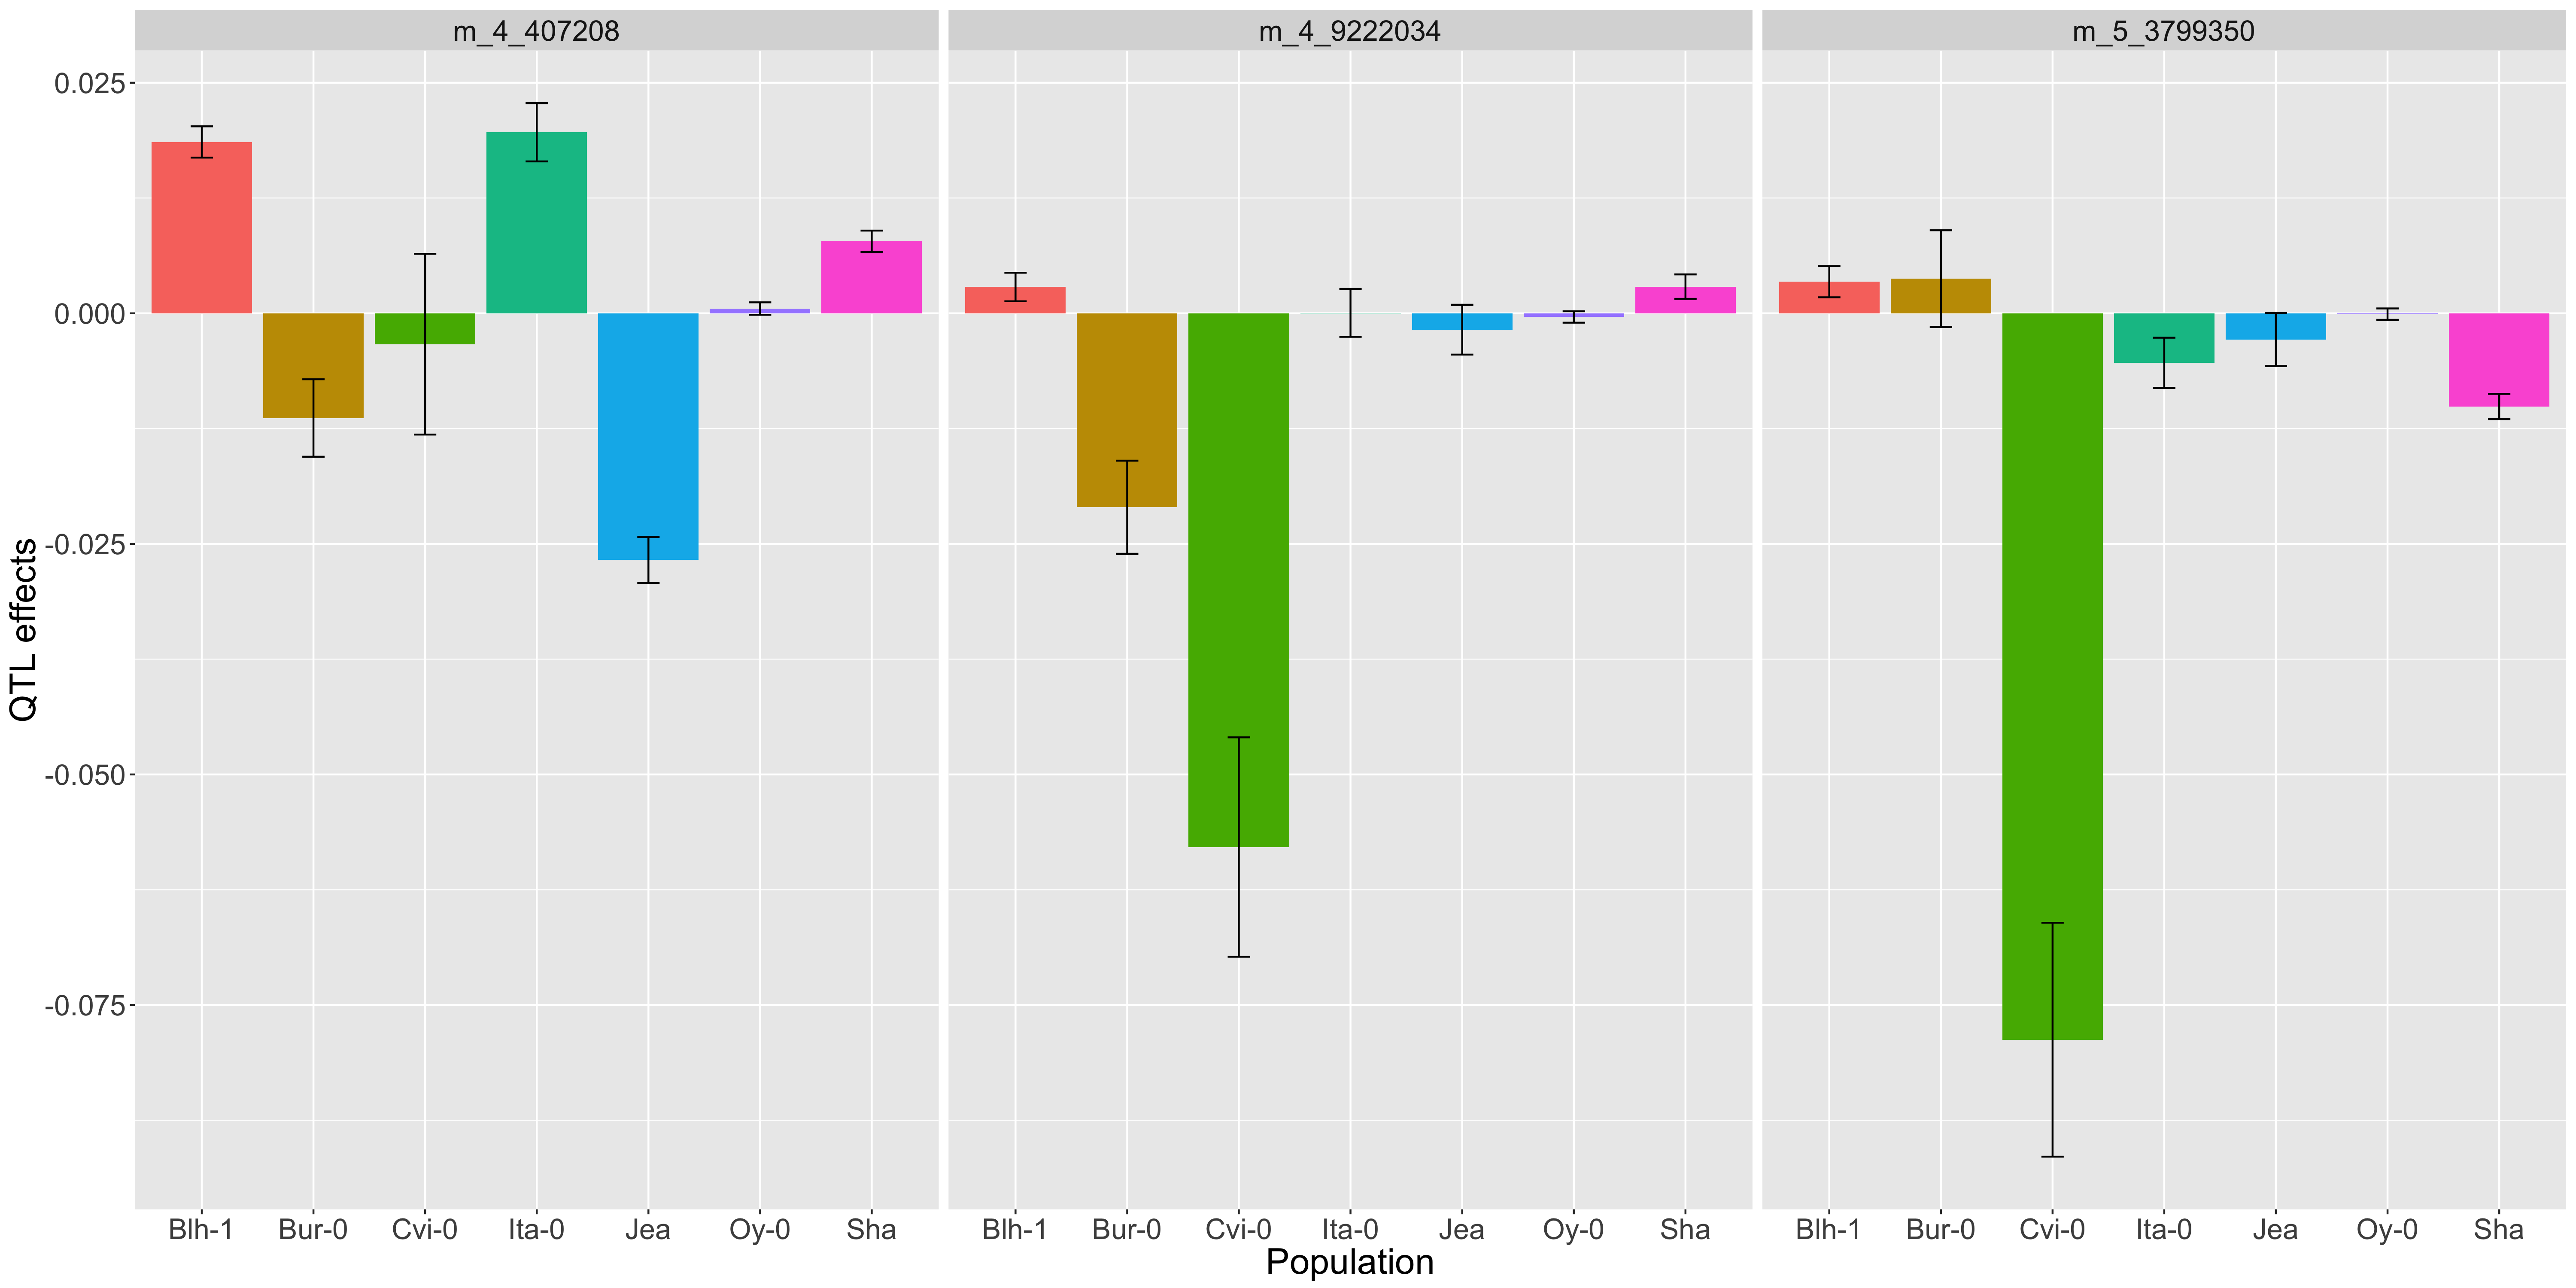 m_4_407208 m_4_9222034 m_5_3799350
0.025
0.000
-0.025
-0.050
-0.075
QTL effects
Blh-1 Bur-0 Cvi-0 Ita-0 Jea Oy-0 Sha Blh-1 Bur-0 Cvi-0 Ita-0 Jea Oy-0 Sha Blh-1 Bur-0 Cvi-0 Ita-0 Jea Oy-0 Sha
Population